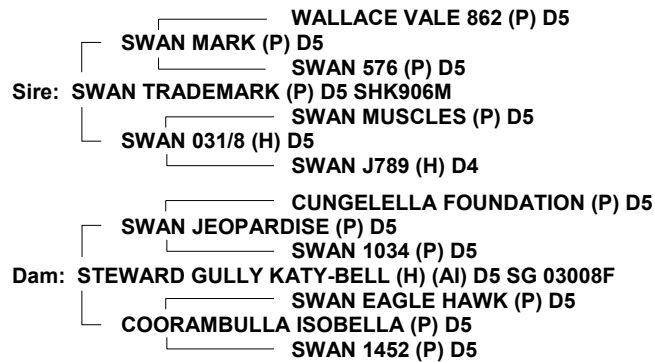 WALLACE VALE 862 (P) D5
SWAN MARK (P) D5
SWAN 576 (P) D5
Sire: SWAN TRADEMARK (P) D5 SHK906M
SWAN MUSCLES (P) D5
SWAN 031/8 (H) D5
SWAN J789 (H) D4
CUNGELELLA FOUNDATION (P) D5
SWAN JEOPARDISE (P) D5
SWAN 1034 (P) D5
Dam: STEWARD GULLY KATY-BELL (H) (AI) D5 SG 03008F
SWAN EAGLE HAWK (P) D5
COORAMBULLA ISOBELLA (P) D5
SWAN 1452 (P) D5